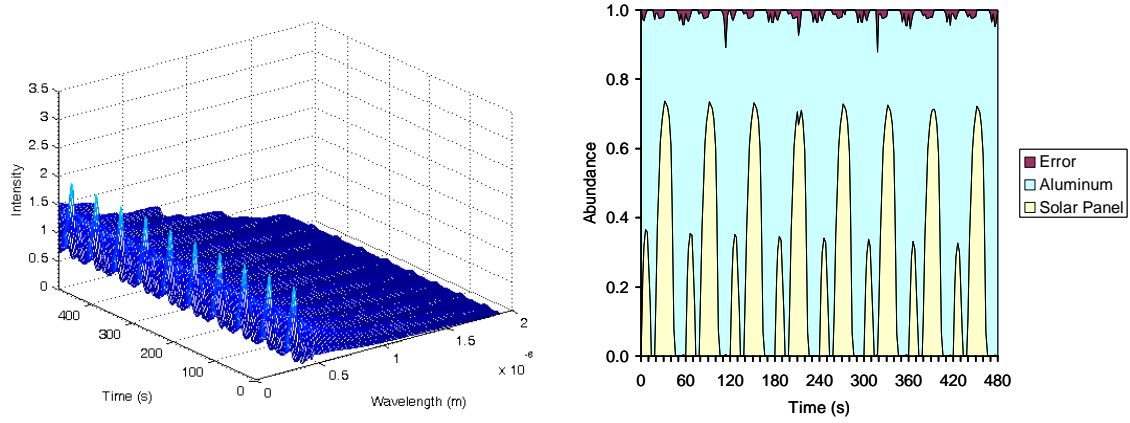 3.5
3
2.5
2
1.5
1
0.5
0
Intensity
400
300
200
100
0
Time (s)
0
0.5
1
1.5
2
x 10
-6
Wavelength (m)
1.0
0.8
0.6
0.4
0.2
0.0
Abundance
0 60 120 180 240 300 360 420 480
Time (s)
Error
Aluminum
Solar Panel